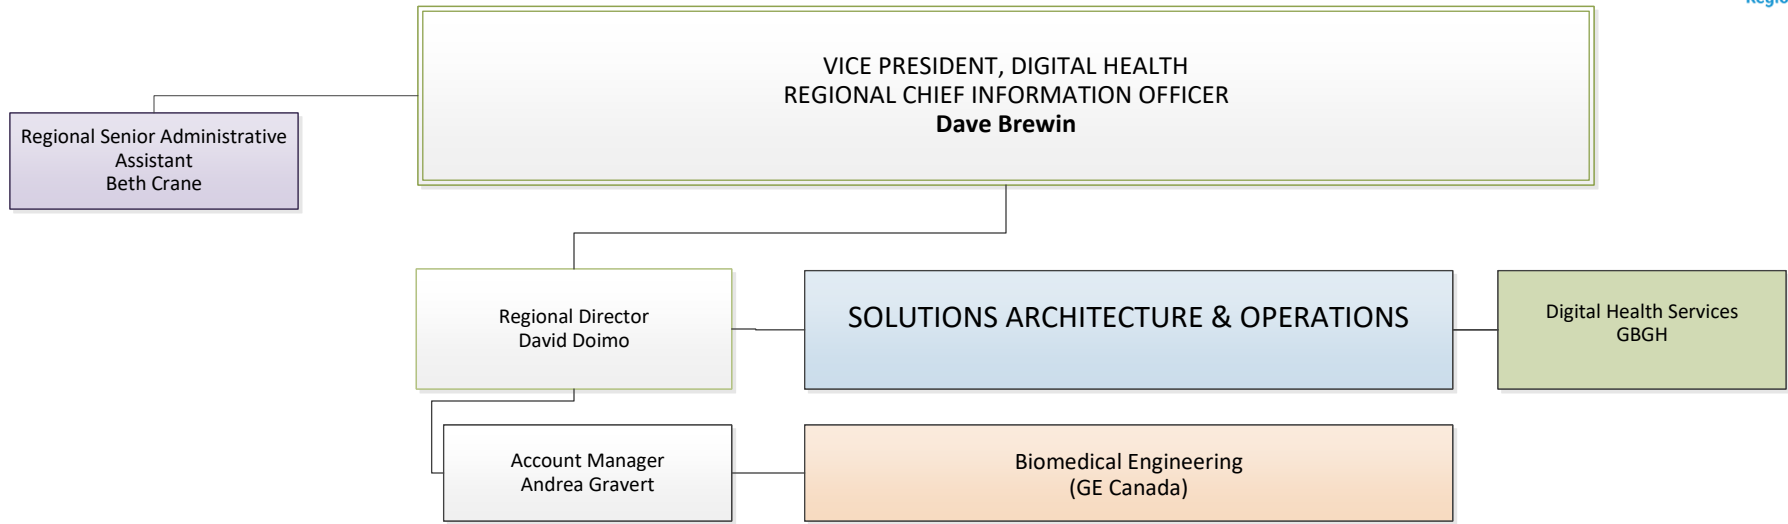 VICE PRESIDENT, DIGITAL HEALTH
REGIONAL CHIEF INFORMATION OFFICER
Dave Brewin
Regional Senior Administrative
Assistant
Beth Crane
Regional Director
David Doimo
SOLUTIONS ARCHITECTURE & OPERATIONS
Digital Health Services
GBGH
Account Manager
Andrea Gravert
Biomedical Engineering
(GE Canada)